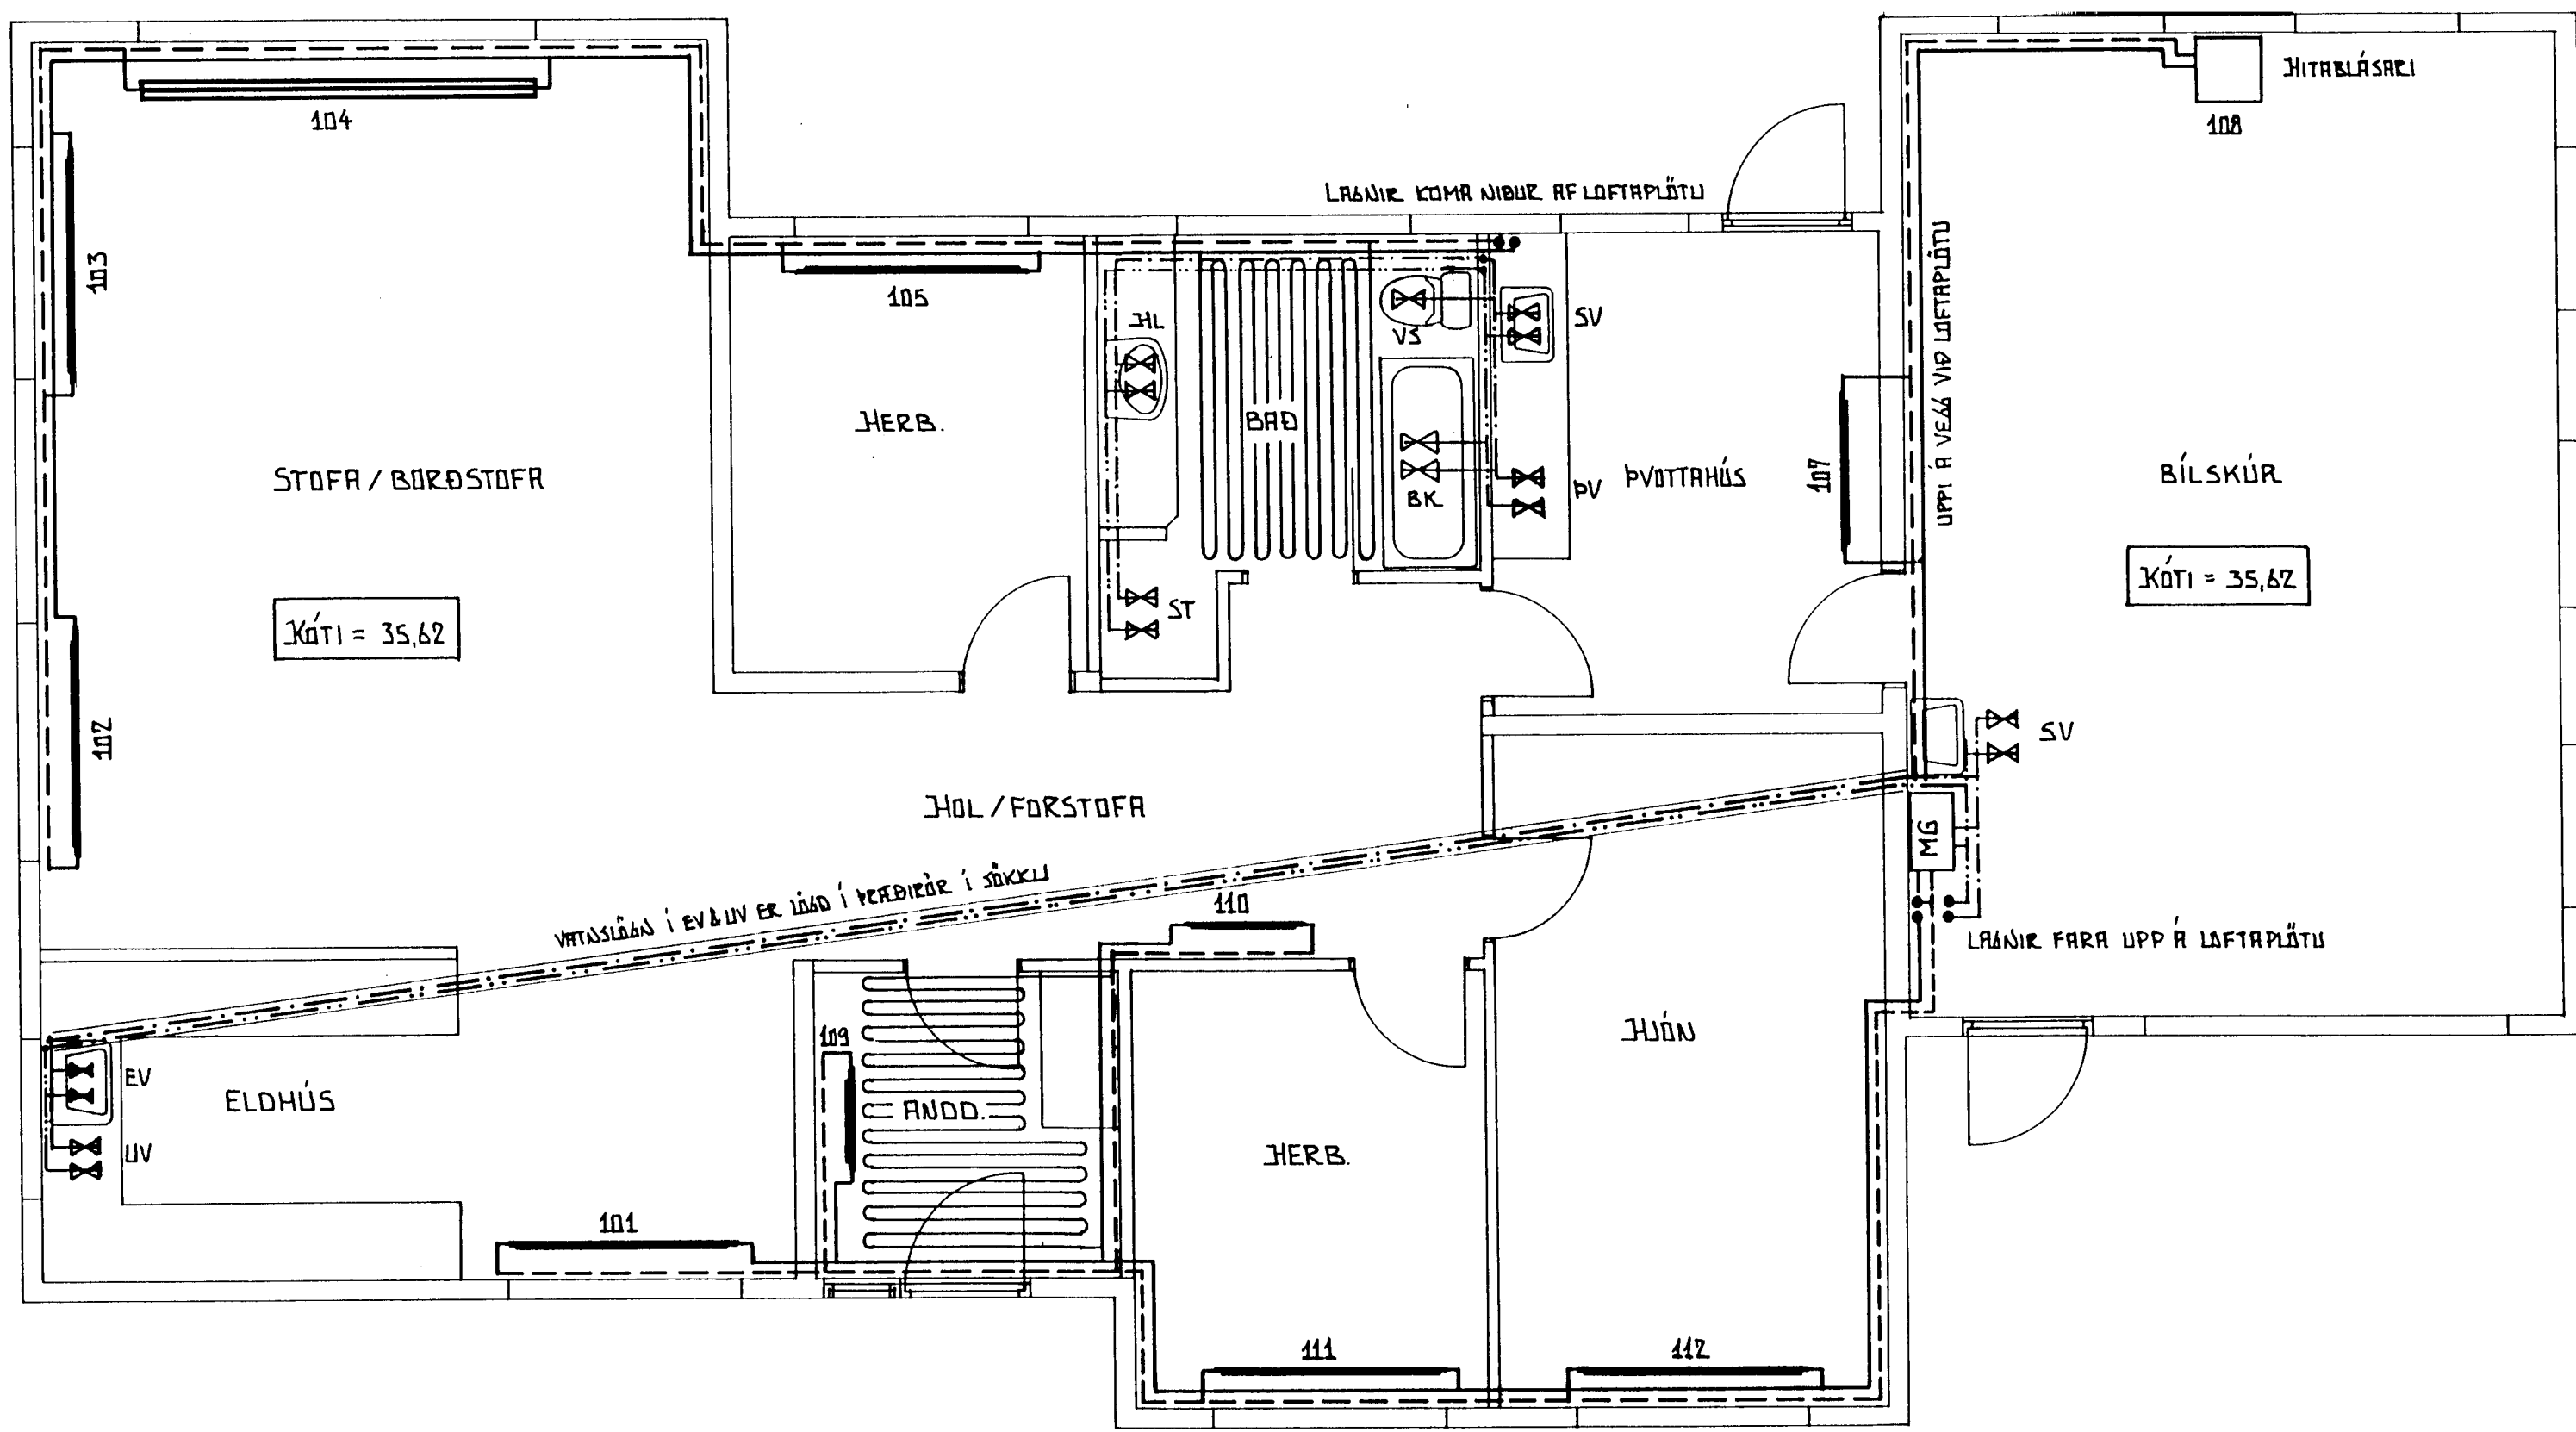 HITABLÁSARI
104
108
LAGNIR KOMA NIÐUR AF LOFTAPLÖTU
103
105
HL
VS
SV
UPPI Á VEGG VIÐ LOFTAPLÖTU
HERB.
BAÐ
STOFA / BORÐSTOFA
BK
ÞV
ÞVOTTAHÚS
107
BÍLSKÚR
KÓTI = 35,62
KÓTI = 35,62
ST
102
SV
HOL / FORSTOFA
MG
VATNSLÖGN Í EV & UV ER LÖGÐ Í ÞRÆÐIRÖR Í SÖKKLI
110
LAGNIR FARA UPP Á LOFTAPLÖTU
109
HJÓN
EV
ELDHÚS
ANDD.
UV
HERB.
101
111
112